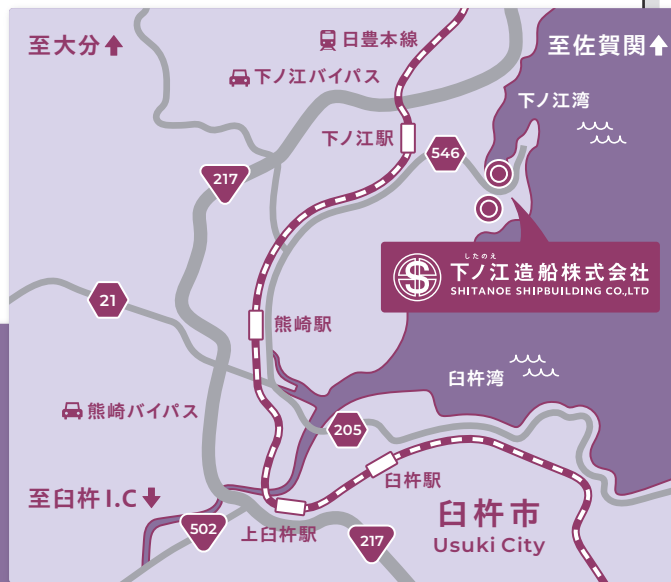 至大分
日豊本線
至佐賀関
下ノ江バイパス
下ノ江湾
下ノ江駅
546
217
したのえ
下ノ江造船株式会社
SHITANOE SHIPBUILDING CO.,LTD
21
熊崎駅
臼杵湾
熊崎バイパス
205
臼杵駅
至臼杵I.C
臼杵市
Usuki City
502
上臼杵駅
217